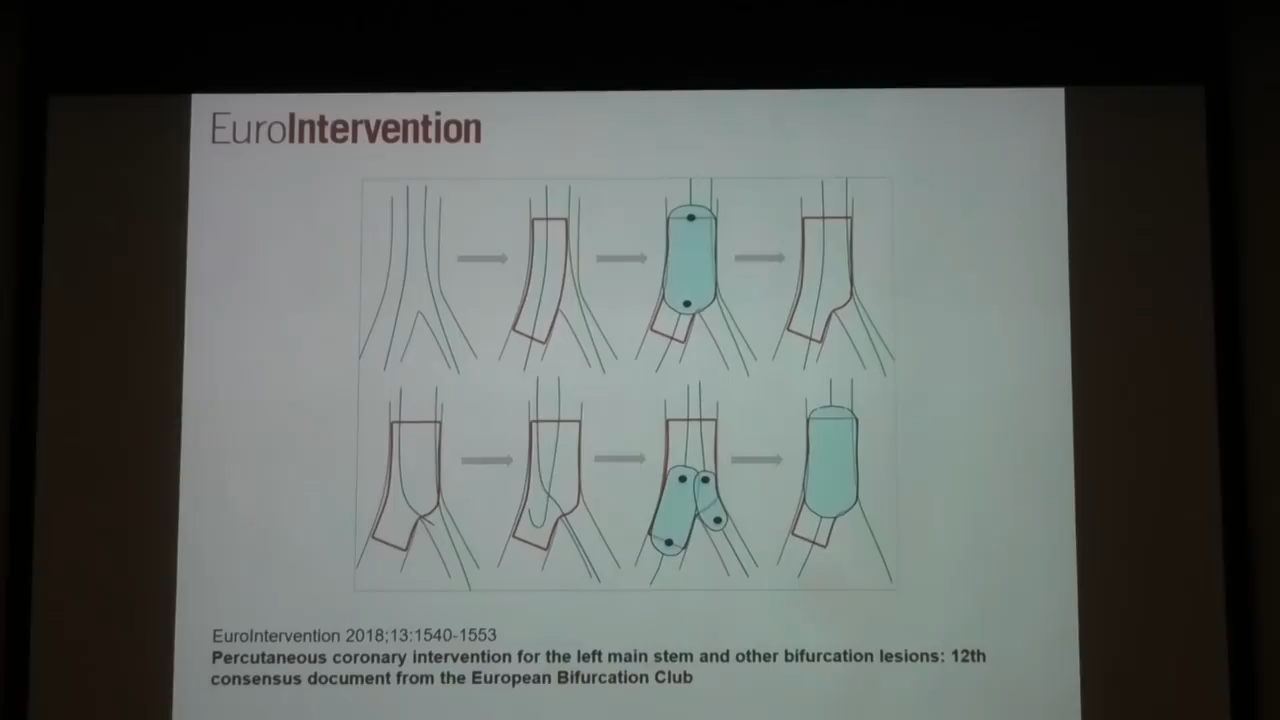 EuroIntervention
EuroIntervention 2018;13:1540-1553
Percutaneous coronary intervention for the left main stem and other bifurcation lesions: 12th
consensus document from the European Bifurcation Club